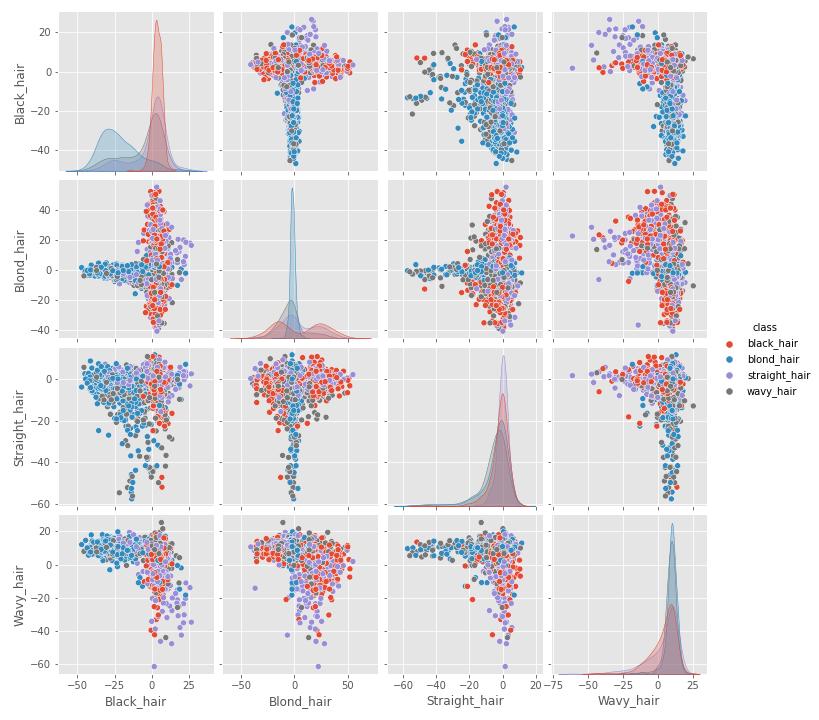 20
0
−20
−40
Black_hair
40
20
0
−20
−40
Blond_hair
0
−20
−40
−60
Straight_hair
20
0
−20
−40
−60
Wavy_hair
−50 −25 0 25
Black_hair
−50 0 50
Blond_hair
−60 −40 −20 0 20
Straight_hair
−75 −50 −25 0 25
Wavy_hair
class
black_hair
blond_hair
straight_hair
wavy_hair